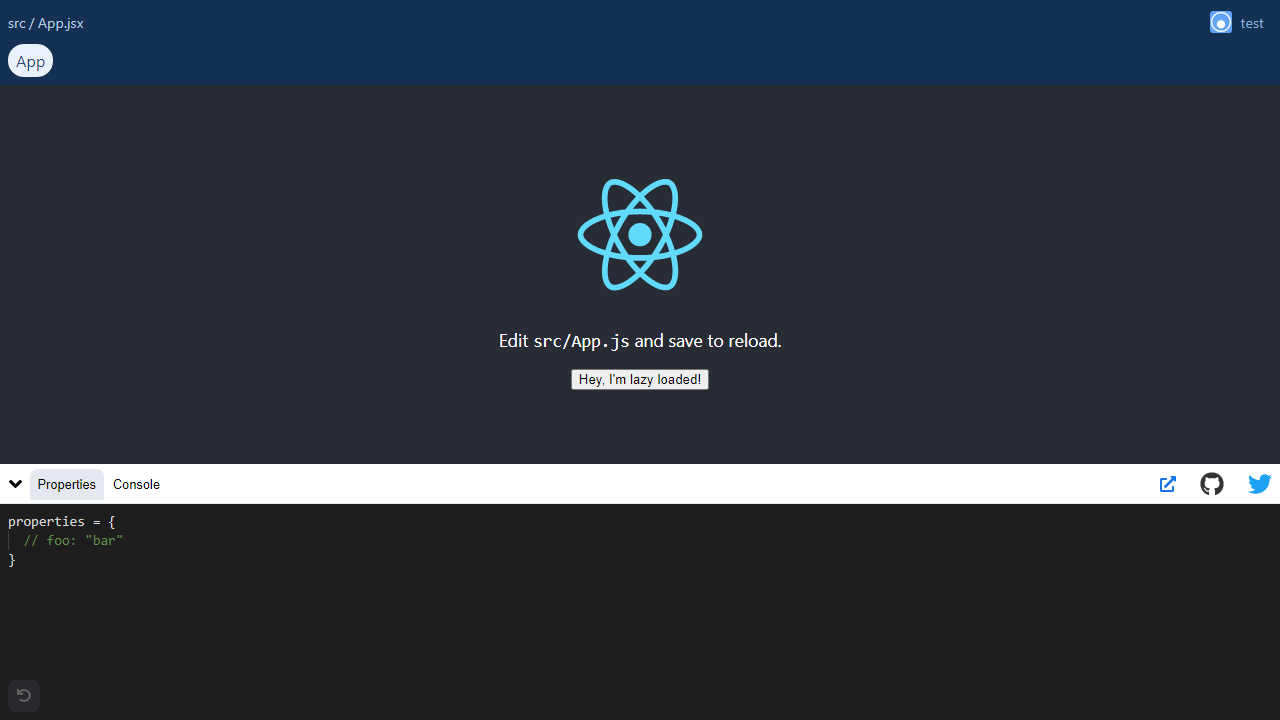 src / App.jsx
test
App
Edit src/App.js and save to reload.
Hey, I'm lazy loaded!
Properties
Console
properties = {
// foo: "bar"
}